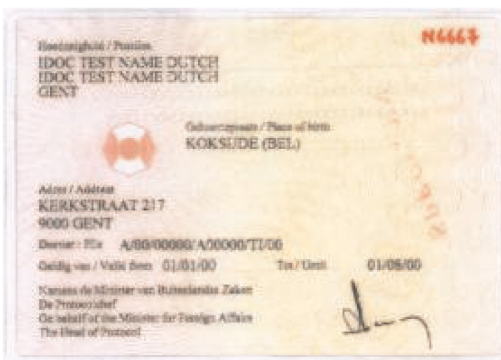 N6667
Hoedanigheid / Position
IDOC TEST NAME DUTCH
IDOC TEST NAME DUTCH
GENT
Geboorteplaats / Place of birth
KOKSIJDE (BEL)
Adres / Address
KERKSTRAAT 217
9000 GENT
Dossier : File A/00/00000/A00000/TI/00
Geldig van / Valid from 01/01/00 Tot / Until 01/06/00
Namens de Minister van Buitenlandse Zaken
De Protocolchef
On behalf of the Minister for Foreign Affairs
The Head of Protocol